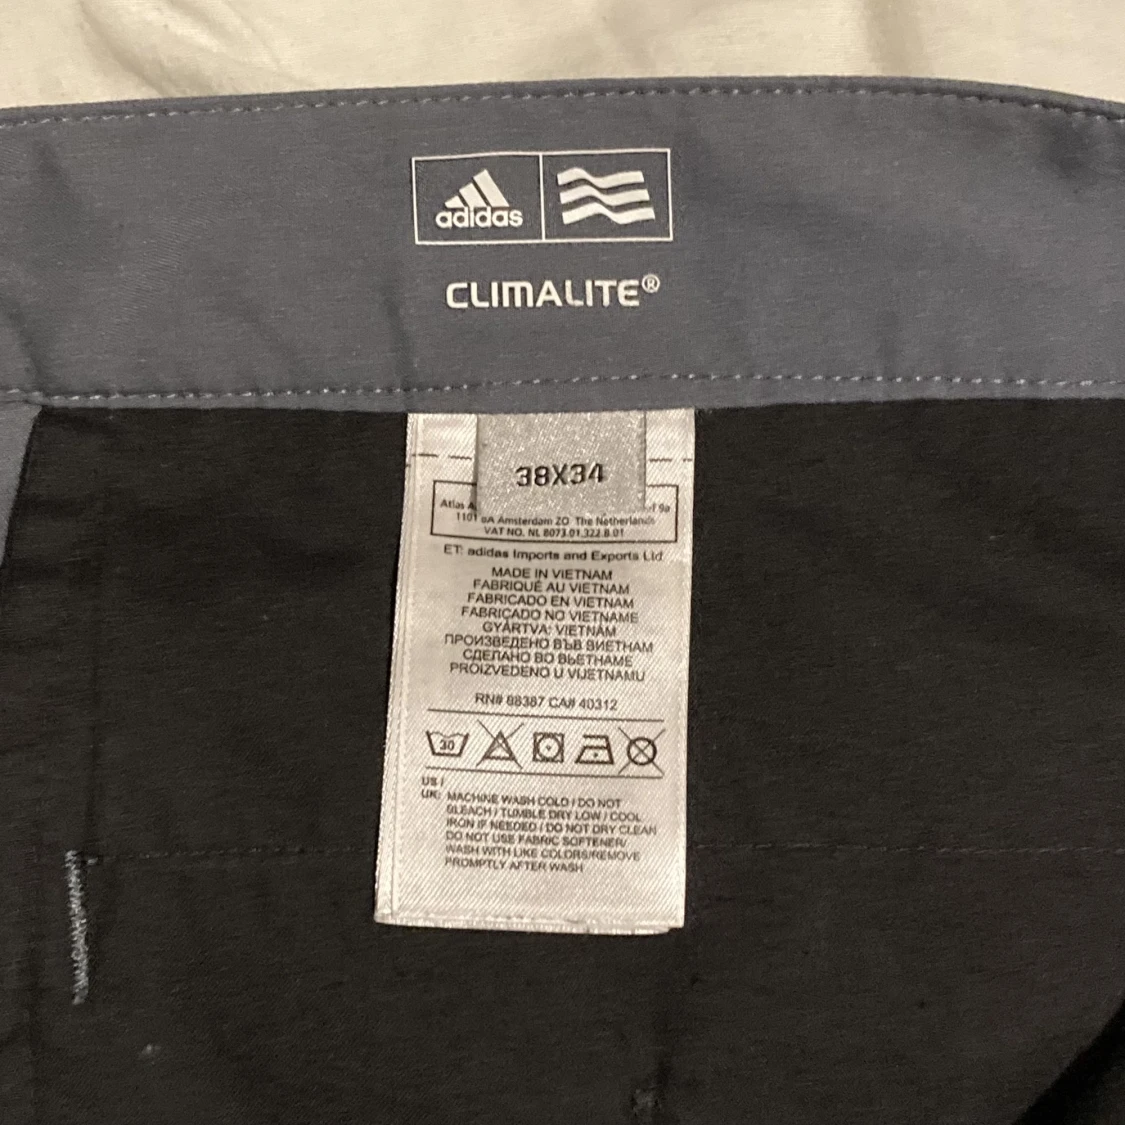 adidas
CLIMALITE®
38X34
Atlas A
1101 Amsterdam ZO The Netherlands
VAT NO. NL 8073.01.322.B.01
ET: adidas Imports and Exports Ltd.
MADE IN VIETNAM
FABRIQUÉ AU VIETNAM
FABRICADO EN VIETNAM
FABRICADO NO VIETNAME
GYÁRTVA: VIETNÁM
ПРОИЗВЕДЕНО ВЪВ ВИЕТНАМ
СДЕЛАНО ВО ВЬЕТНАМЕ
PROIZVEDENO U VIJETNAMU
RN# 88387 CA# 40312
30
US /
UK: MACHINE WASH COLD / DO NOT
BLEACH / TUMBLE DRY LOW / COOL
IRON IF NEEDED / DO NOT DRY CLEAN
DO NOT USE FABRIC SOFTENER/
WASH WITH LIKE COLORS/REMOVE
PROMPTLY AFTER WASH